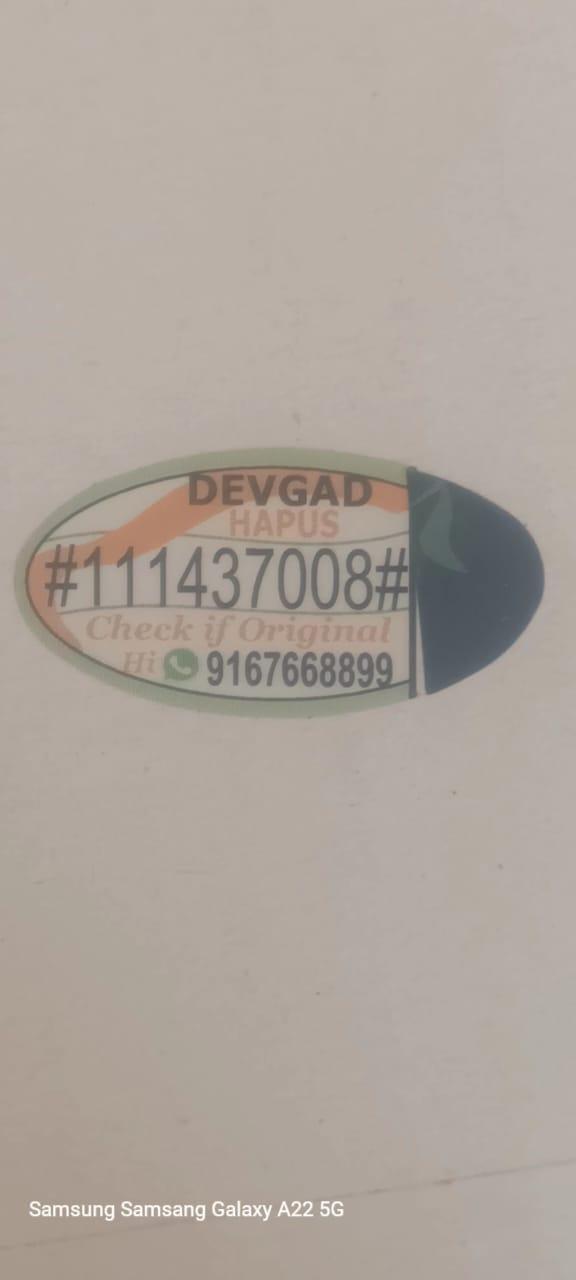 DEVGAD
HAPUS
#111437008#
Check if Original
Hi 9167668899
Samsung Samsang Galaxy A22 5G